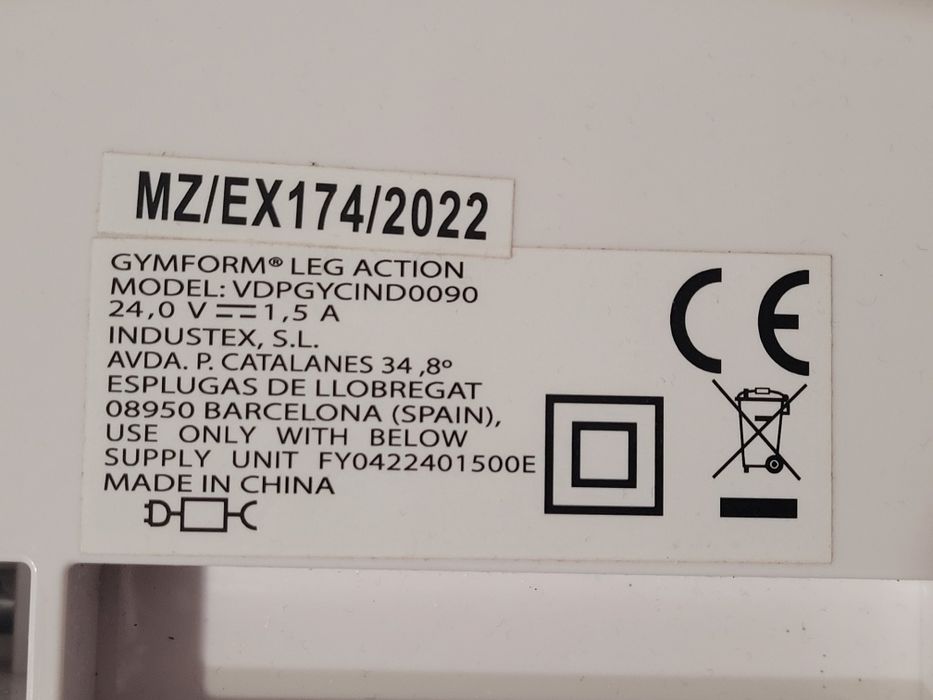 MZ/EX174/2022
GYMFORM® LEG ACTION
MODEL: VDPGYCIND0090
24,0 V ⎓ 1,5 A
INDUSTEX, S.L.
AVDA. P. CATALANES 34 ,8º
ESPLUGAS DE LLOBREGAT
08950 BARCELONA (SPAIN),
USE ONLY WITH BELOW
SUPPLY UNIT FY0422401500E
MADE IN CHINA
CE